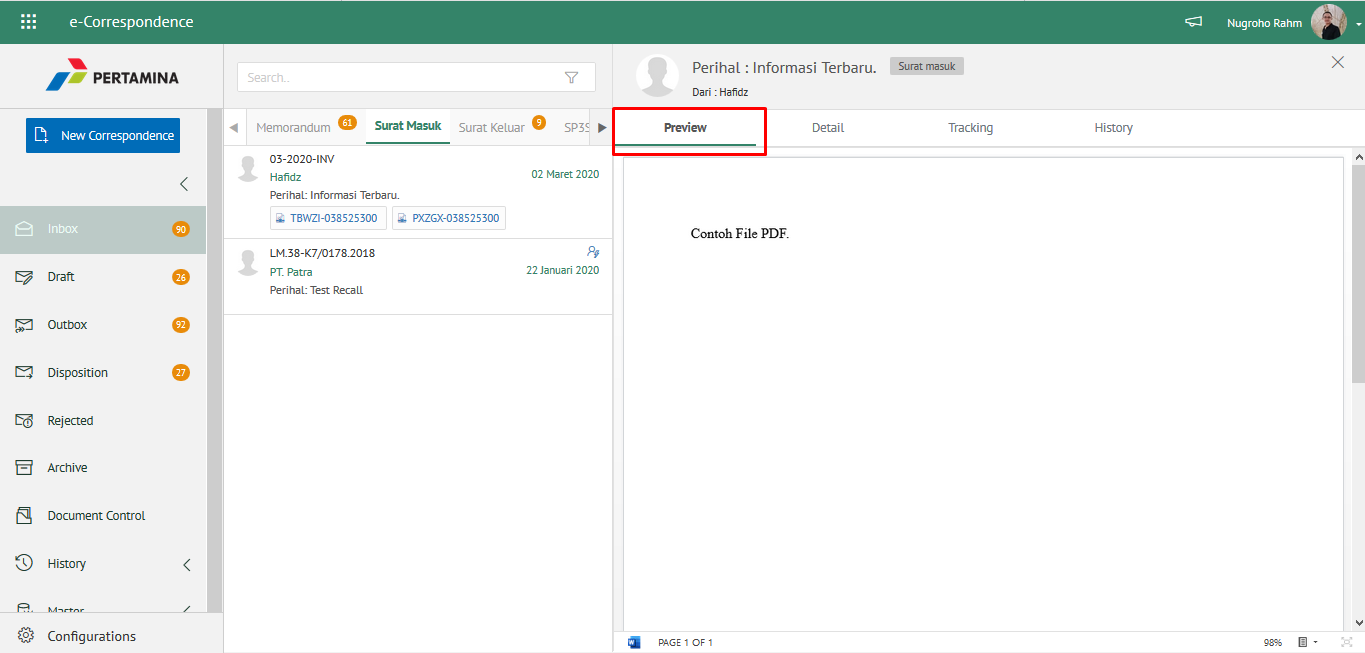 e-Correspondence
Nugroho Rahm
PERTAMINA
New Correspondence
Inbox 90
Draft 26
Outbox 92
Disposition 27
Rejected
Archive
Document Control
History
Master
Configurations
Search..
Memorandum 61 Surat Masuk Surat Keluar 9 SP3S
03-2020-INV
Hafidz 02 Maret 2020
Perihal: Informasi Terbaru.
TBWZI-038525300 PXZGX-038525300
LM.38-K7/0178.2018
PT. Patra 22 Januari 2020
Perihal: Test Recall
Perihal : Informasi Terbaru. Surat masuk
Dari : Hafidz
Preview Detail Tracking History
Contoh File PDF.
PAGE 1 OF 1 98%